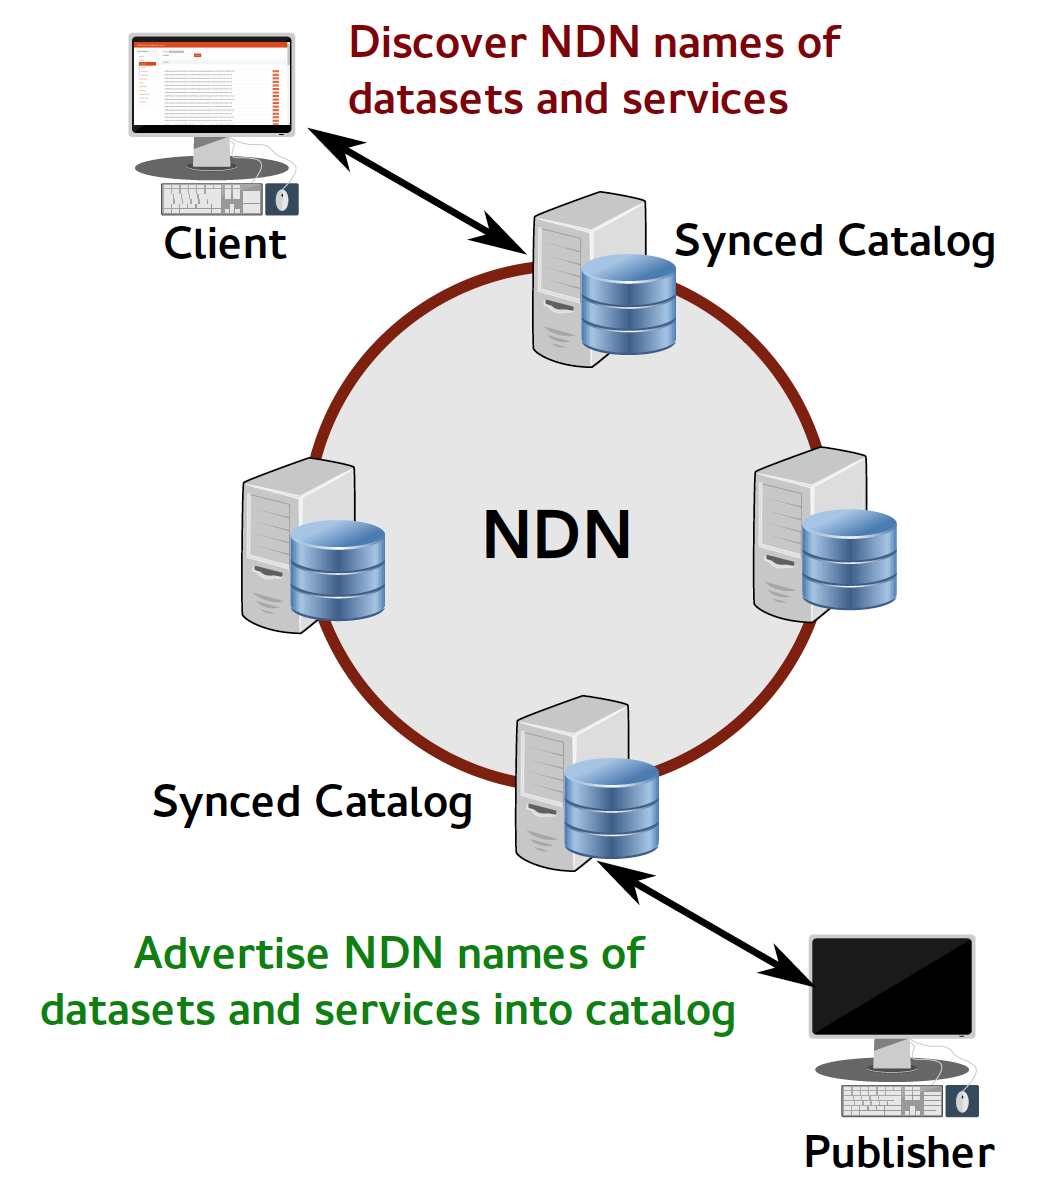 Discover NDN names of
datasets and services
Client
Synced Catalog
NDN
Synced Catalog
Advertise NDN names of
datasets and services into catalog
Publisher